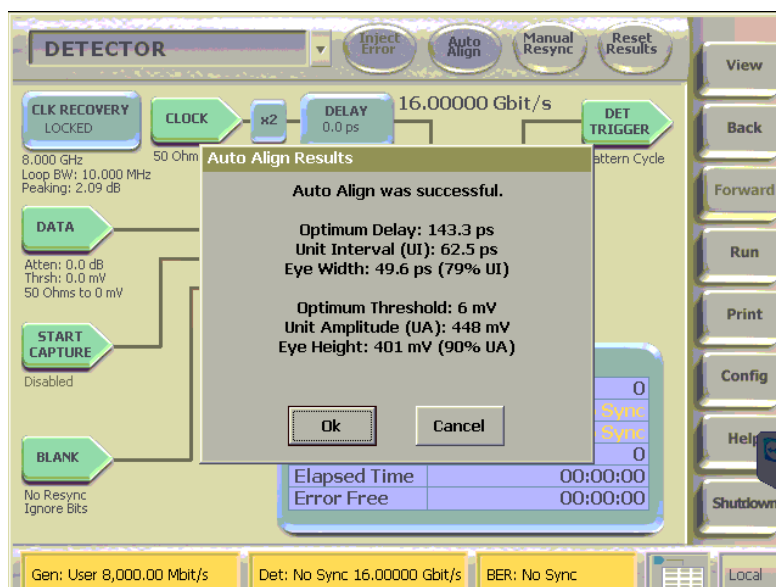 DETECTOR
Inject
Error
Auto
Align
Manual
Resync
Reset
Results
View
CLK RECOVERY
LOCKED
CLOCK
x2
DELAY
0.0 ps
16.00000 Gbit/s
DET
TRIGGER
Back
8.000 GHz
Loop BW: 10.000 MHz
Peaking: 2.09 dB
50 Ohm
Auto Align Results
Pattern Cycle
Auto Align was successful.
Optimum Delay: 143.3 ps
Unit Interval (UI): 62.5 ps
Eye Width: 49.6 ps (79% UI)
Optimum Threshold: 6 mV
Unit Amplitude (UA): 448 mV
Eye Height: 401 mV (90% UA)
Ok
Cancel
Forward
DATA
Atten: 0.0 dB
Thrsh: 0.0 mV
50 Ohms to 0 mV
Run
Print
START
CAPTURE
Disabled
Config
0
Sync
Sync
0
Help
BLANK
No Resync
Ignore Bits
Elapsed Time
00:00:00
Error Free
00:00:00
Shutdown
Gen: User 8,000.00 Mbit/s
Det: No Sync 16.00000 Gbit/s
BER: No Sync
Local